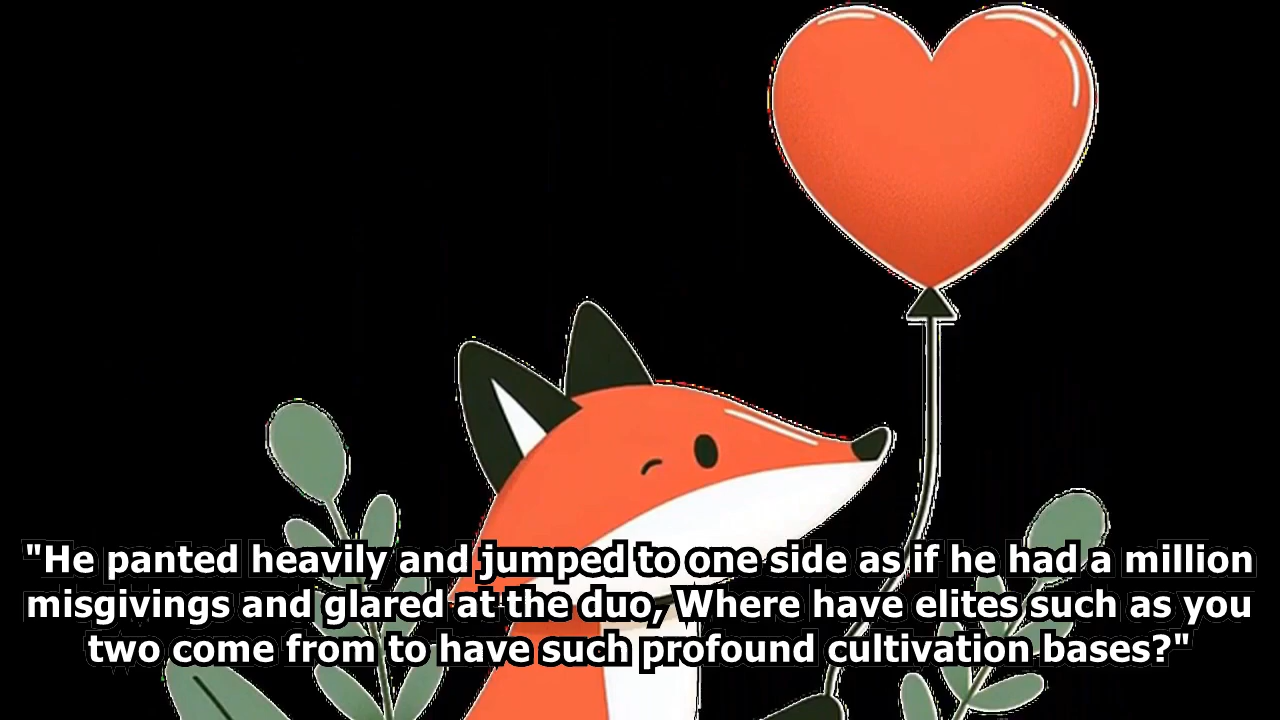 "He panted heavily and jumped to one side as if he had a million
misgivings and glared at the duo, Where have elites such as you
two come from to have such profound cultivation bases?"